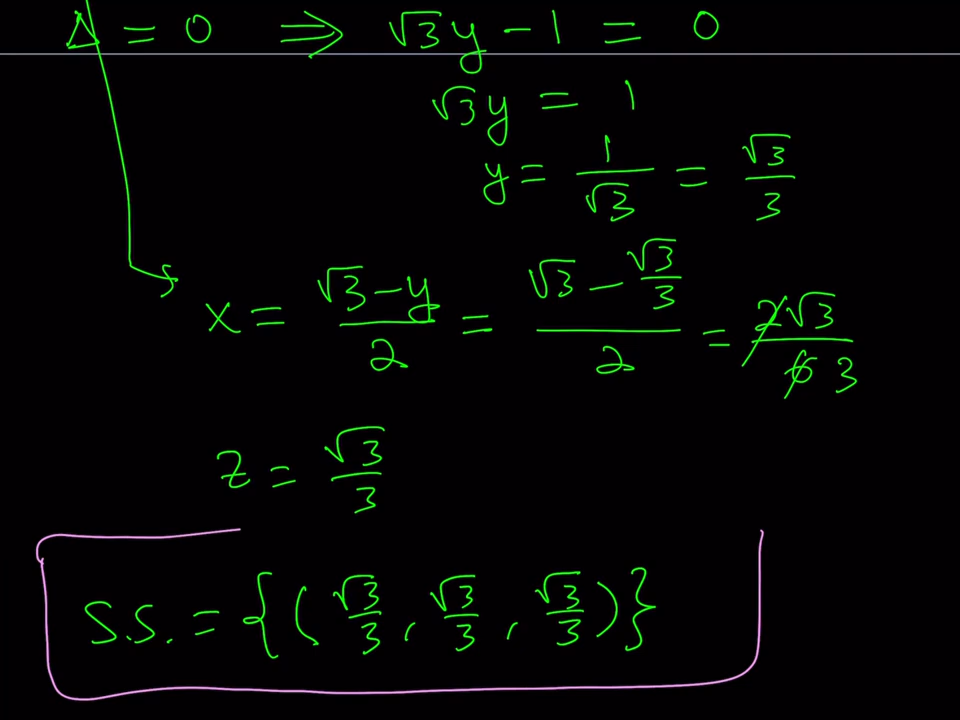 Δ = 0 ⟹ √3y − 1 = 0
√3y = 1
y = 1/√3 = √3/3
x = (√3 − y)/2 = (√3 − √3/3)/2 = 2√3/6 3
z = √3/3
S.S. = {(√3/3, √3/3, √3/3)}